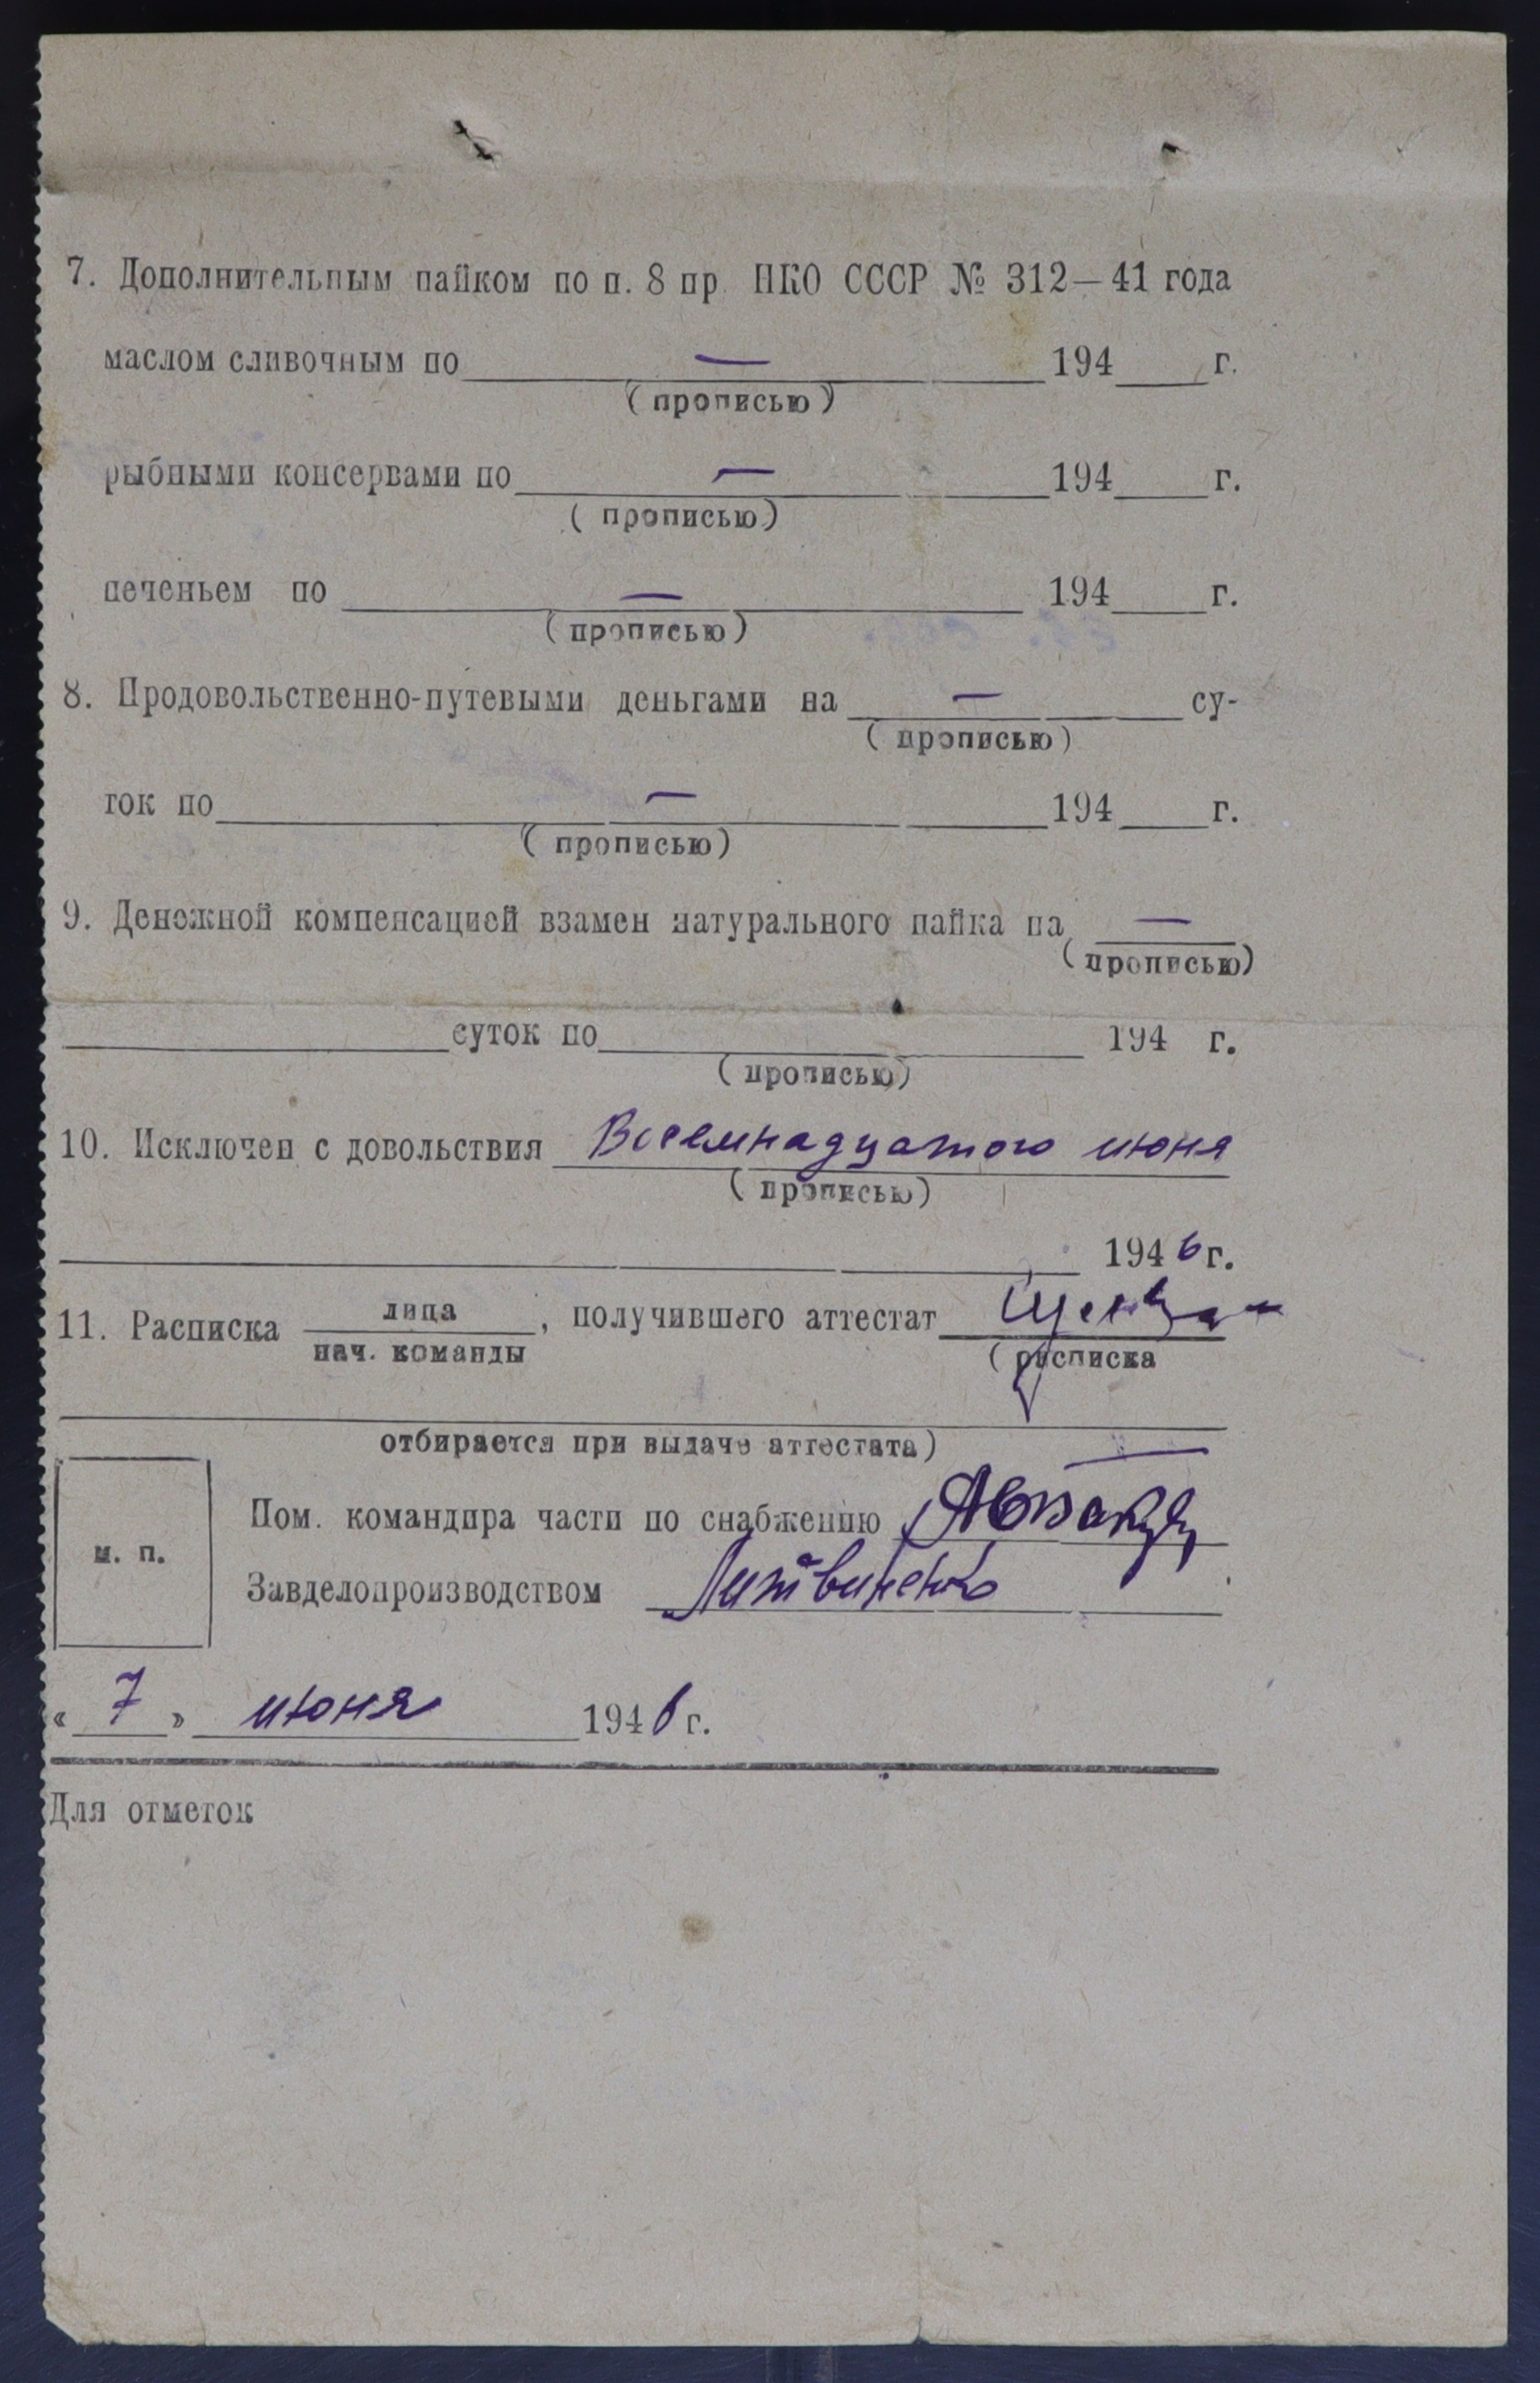 7. Дополнительным пайком по п. 8 пр. НКО СССР № 312—41 года
маслом сливочным по — 194 г.
(прописью)
рыбными консервами по — 194 г.
(прописью)
печеньем по — 194 г.
(прописью)
8. Продовольственно-путевыми деньгами на — су-
(прописью)
ток по — 194 г.
(прописью)
9. Денежной компенсацией взамен натурального пайка на —
(прописью)
суток по 194 г.
(прописью)
10. Исключен с довольствия Восемнадцатого июня
(прописью)
1946 г.
11. Расписка лица, получившего аттестат
нач. команды (расписка
отбирается при выдаче аттестата)
Пом. командира части по снабжению
м. п.
Завделопроизводством Литвиненко
« 7 » июня 1946 г.
Для отметок